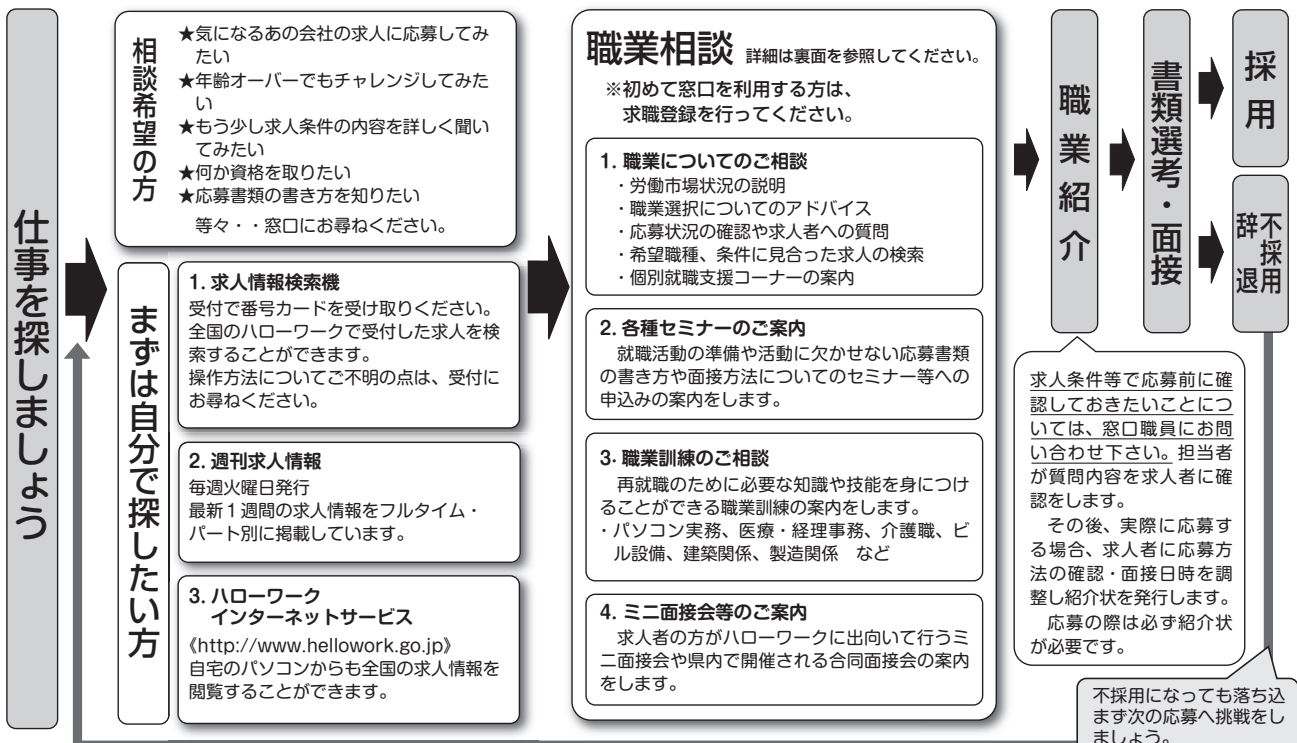 仕事を探しましょう
相談希望の方
★気になるあの会社の求人に応募してみ
たい
★年齢オーバーでもチャレンジしてみた
い
★もう少し求人条件の内容を詳しく聞い
てみたい
★何か資格を取りたい
★応募書類の書き方を知りたい
等々・・窓口にお尋ねください。
まずは自分で探したい方
1. 求人情報検索機
受付で番号カードを受け取りください。
全国のハローワークで受付した求人を検
索することができます。
操作方法についてご不明の点は、受付に
お尋ねください。
2. 週刊求人情報
毎週火曜日発行
最新1週間の求人情報をフルタイム・
パート別に掲載しています。
3. ハローワーク
インターネットサービス
《http://www.hellowork.go.jp》
自宅のパソコンからも全国の求人情報を
閲覧することができます。
職業相談 詳細は裏面を参照してください。
※初めて窓口を利用する方は、
求職登録を行ってください。
1. 職業についてのご相談
・労働市場状況の説明
・職業選択についてのアドバイス
・応募状況の確認や求人者への質問
・希望職種、条件に見合った求人の検索
・個別就職支援コーナーの案内
2. 各種セミナーのご案内
就職活動の準備や活動に欠かせない応募書類
の書き方や面接方法についてのセミナー等への
申込みの案内をします。
3. 職業訓練のご相談
再就職のために必要な知識や技能を身につけ
ることができる職業訓練の案内をします。
・パソコン実務、医療・経理事務、介護職、ビ
ル設備、建築関係、製造関係 など
4. ミニ面接会等のご案内
求人者の方がハローワークに出向いて行うミ
ニ面接会や県内で開催される合同面接会の案内
をします。
職業紹介
書類選考・面接
採用
不採用
辞退
求人条件等で応募前に確
認しておきたいことにつ
いては、窓口職員にお問
い合わせ下さい。担当者
が質問内容を求人者に確
認をします。
その後、実際に応募す
る場合、求人者に応募方
法の確認・面接日時を調
整し紹介状を発行します。
応募の際は必ず紹介状
が必要です。
不採用になっても落ち込
まず次の応募へ挑戦をし
ましょう。